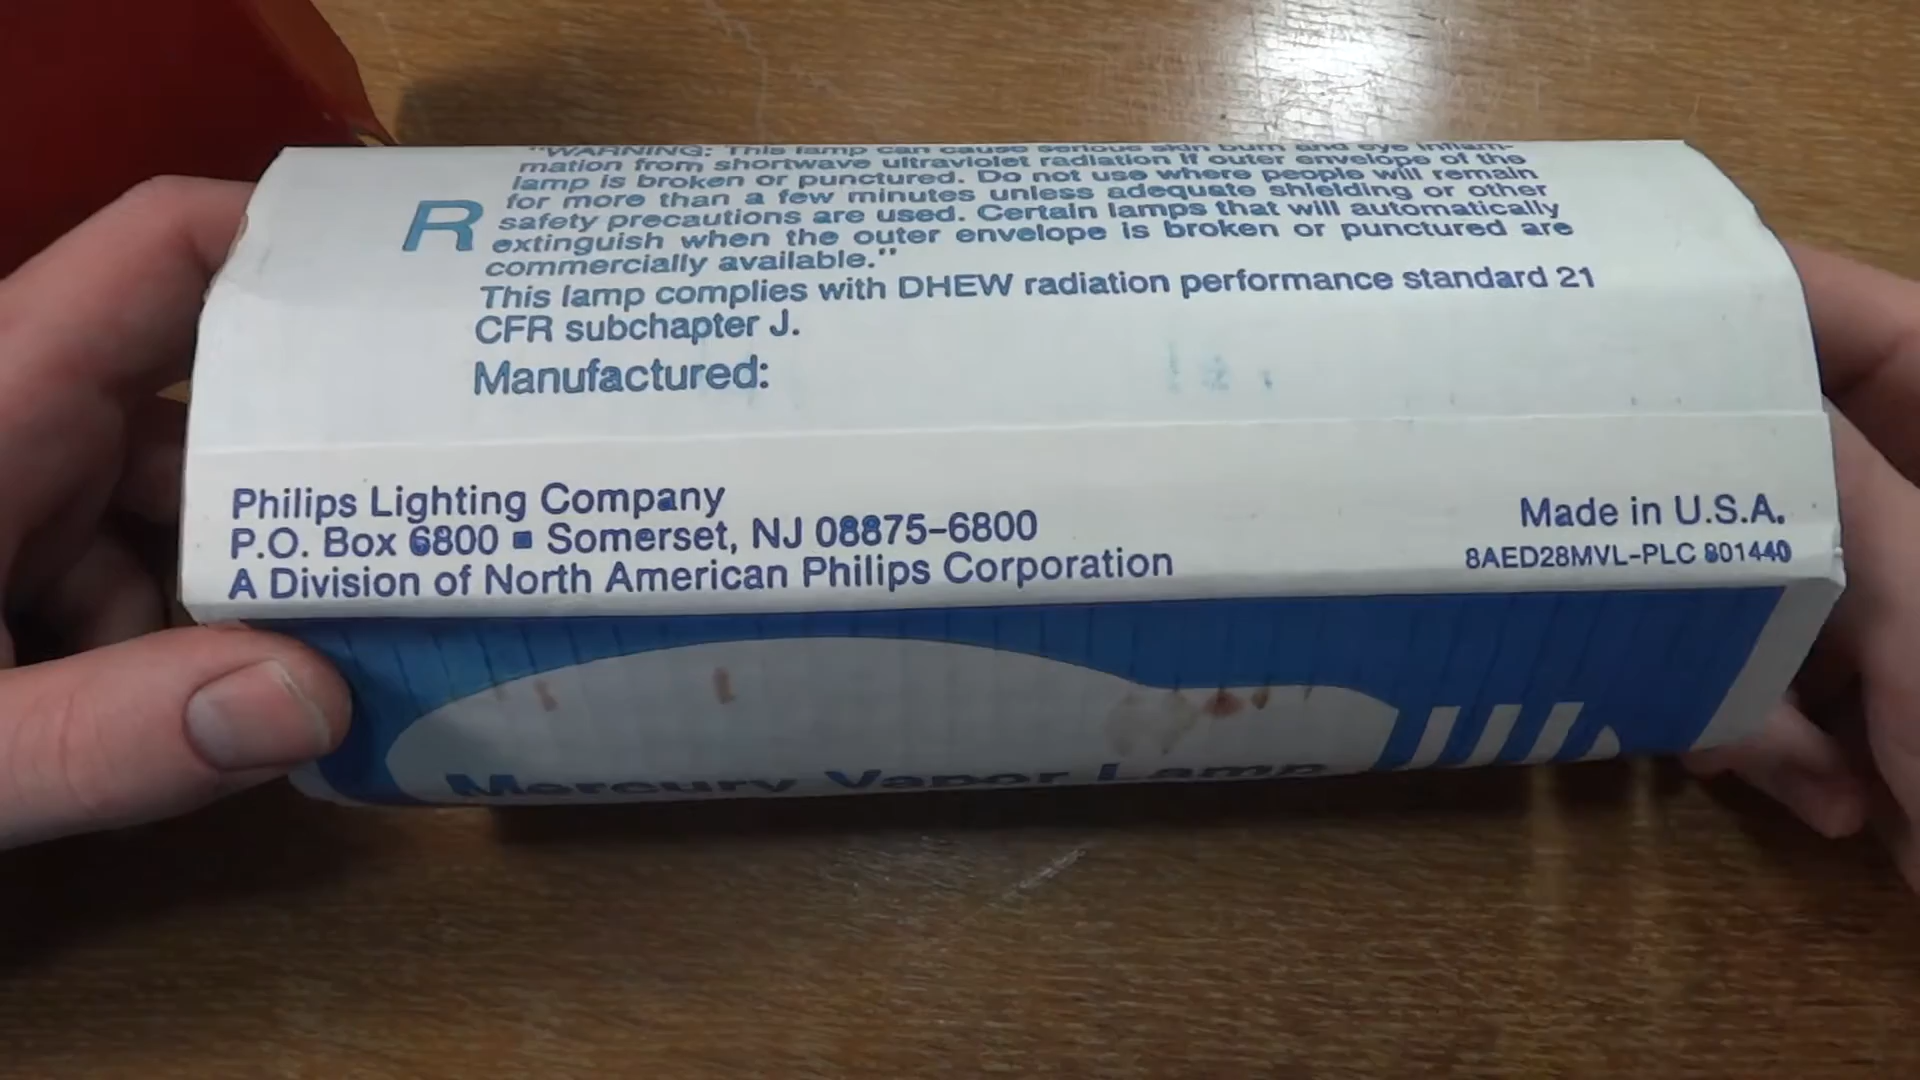 "WARNING: This lamp can cause serious skin burn and eye inflam-
mation from shortwave ultraviolet radiation if outer envelope of the
lamp is broken or punctured. Do not use where people will remain
for more than a few minutes unless adequate shielding or other
R safety precautions are used. Certain lamps that will automatically
extinguish when the outer envelope is broken or punctured are
commercially available."
This lamp complies with DHEW radiation performance standard 21
CFR subchapter J.
Manufactured:
Philips Lighting Company
P.O. Box 6800 ■ Somerset, NJ 08875-6800
A Division of North American Philips Corporation
Made in U.S.A.
8AED28MVL-PLC 801440
Mercury Vapor Lamp